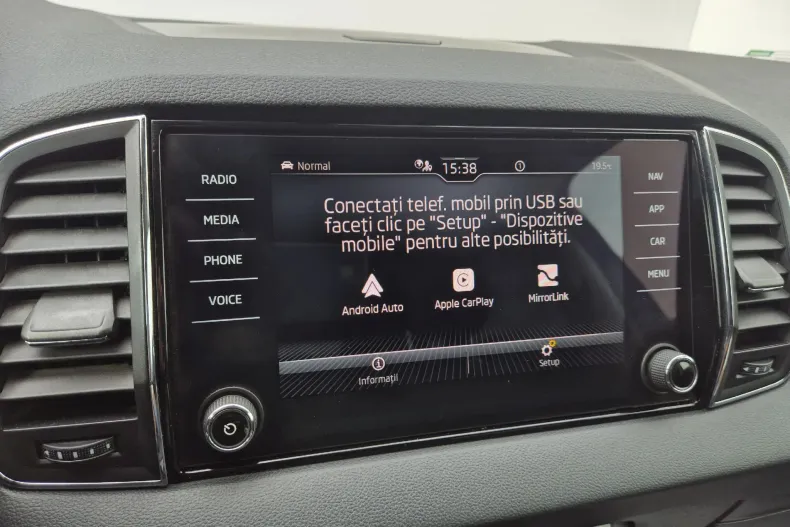 RADIO
MEDIA
PHONE
VOICE
Normal
15:38
19.5°C
Conectați telef. mobil prin USB sau
faceți clic pe "Setup" - "Dispozitive
mobile" pentru alte posibilități.
Android Auto
Apple CarPlay
MirrorLink
Informații
Setup
NAV
APP
CAR
MENU